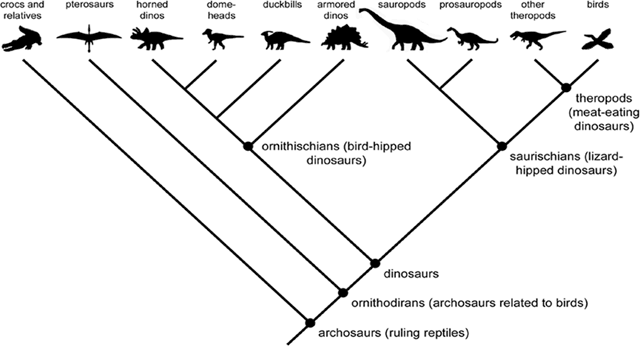 crocs and
relatives
pterosaurs
horned
dinos
dome-
heads
duckbills
armored
dinos
sauropods
prosauropods
other
theropods
birds
theropods
(meat-eating
dinosaurs)
ornithischians (bird-hipped
dinosaurs)
saurischians (lizard-
hipped dinosaurs)
dinosaurs
ornithodirans (archosaurs related to birds)
archosaurs (ruling reptiles)